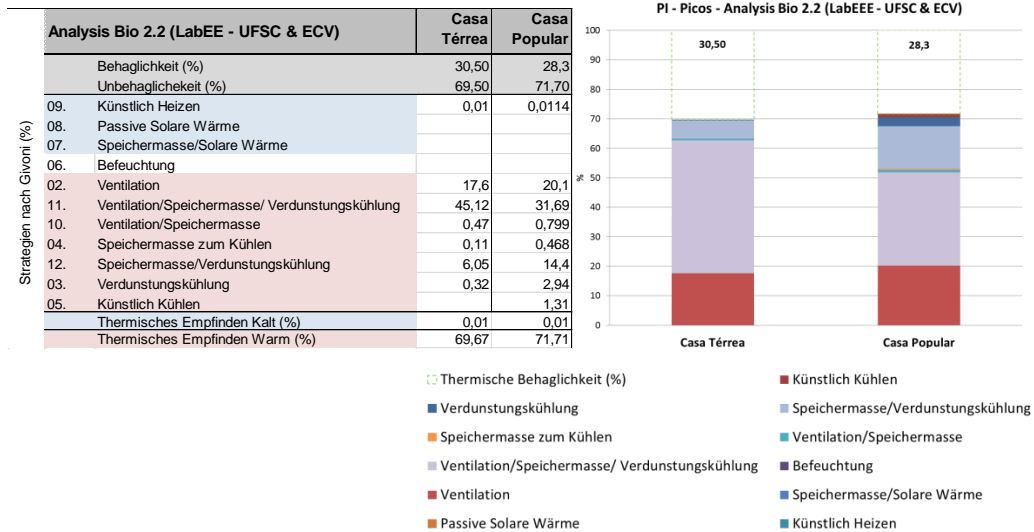 Analysis Bio 2.2 (LabEE - UFSC & ECV) Casa Térrea Casa Popular
Behaglichkeit (%) 30,50 28,3
Unbehaglichekeit (%) 69,50 71,70
Strategien nach Givoni (%)
09. Künstlich Heizen 0,01 0,0114
08. Passive Solare Wärme
07. Speichermasse/Solare Wärme
06. Befeuchtung
02. Ventilation 17,6 20,1
11. Ventilation/Speichermasse/ Verdunstungskühlung 45,12 31,69
10. Ventilation/Speichermasse 0,47 0,799
04. Speichermasse zum Kühlen 0,11 0,468
12. Speichermasse/Verdunstungskühlung 6,05 14,4
03. Verdunstungskühlung 0,32 2,94
05. Künstlich Kühlen 1,31
Thermisches Empfinden Kalt (%) 0,01 0,01
Thermisches Empfinden Warm (%) 69,67 71,71
PI - Picos - Analysis Bio 2.2 (LabEEE - UFSC & ECV)
100
90
80
70
60
50
40
30
20
10
0
%
30,50 28,3
Casa Térrea Casa Popular
Thermische Behaglichkeit (%) Künstlich Kühlen
Verdunstungskühlung Speichermasse/Verdunstungskühlung
Speichermasse zum Kühlen Ventilation/Speichermasse
Ventilation/Speichermasse/ Verdunstungskühlung Befeuchtung
Ventilation Speichermasse/Solare Wärme
Passive Solare Wärme Künstlich Heizen